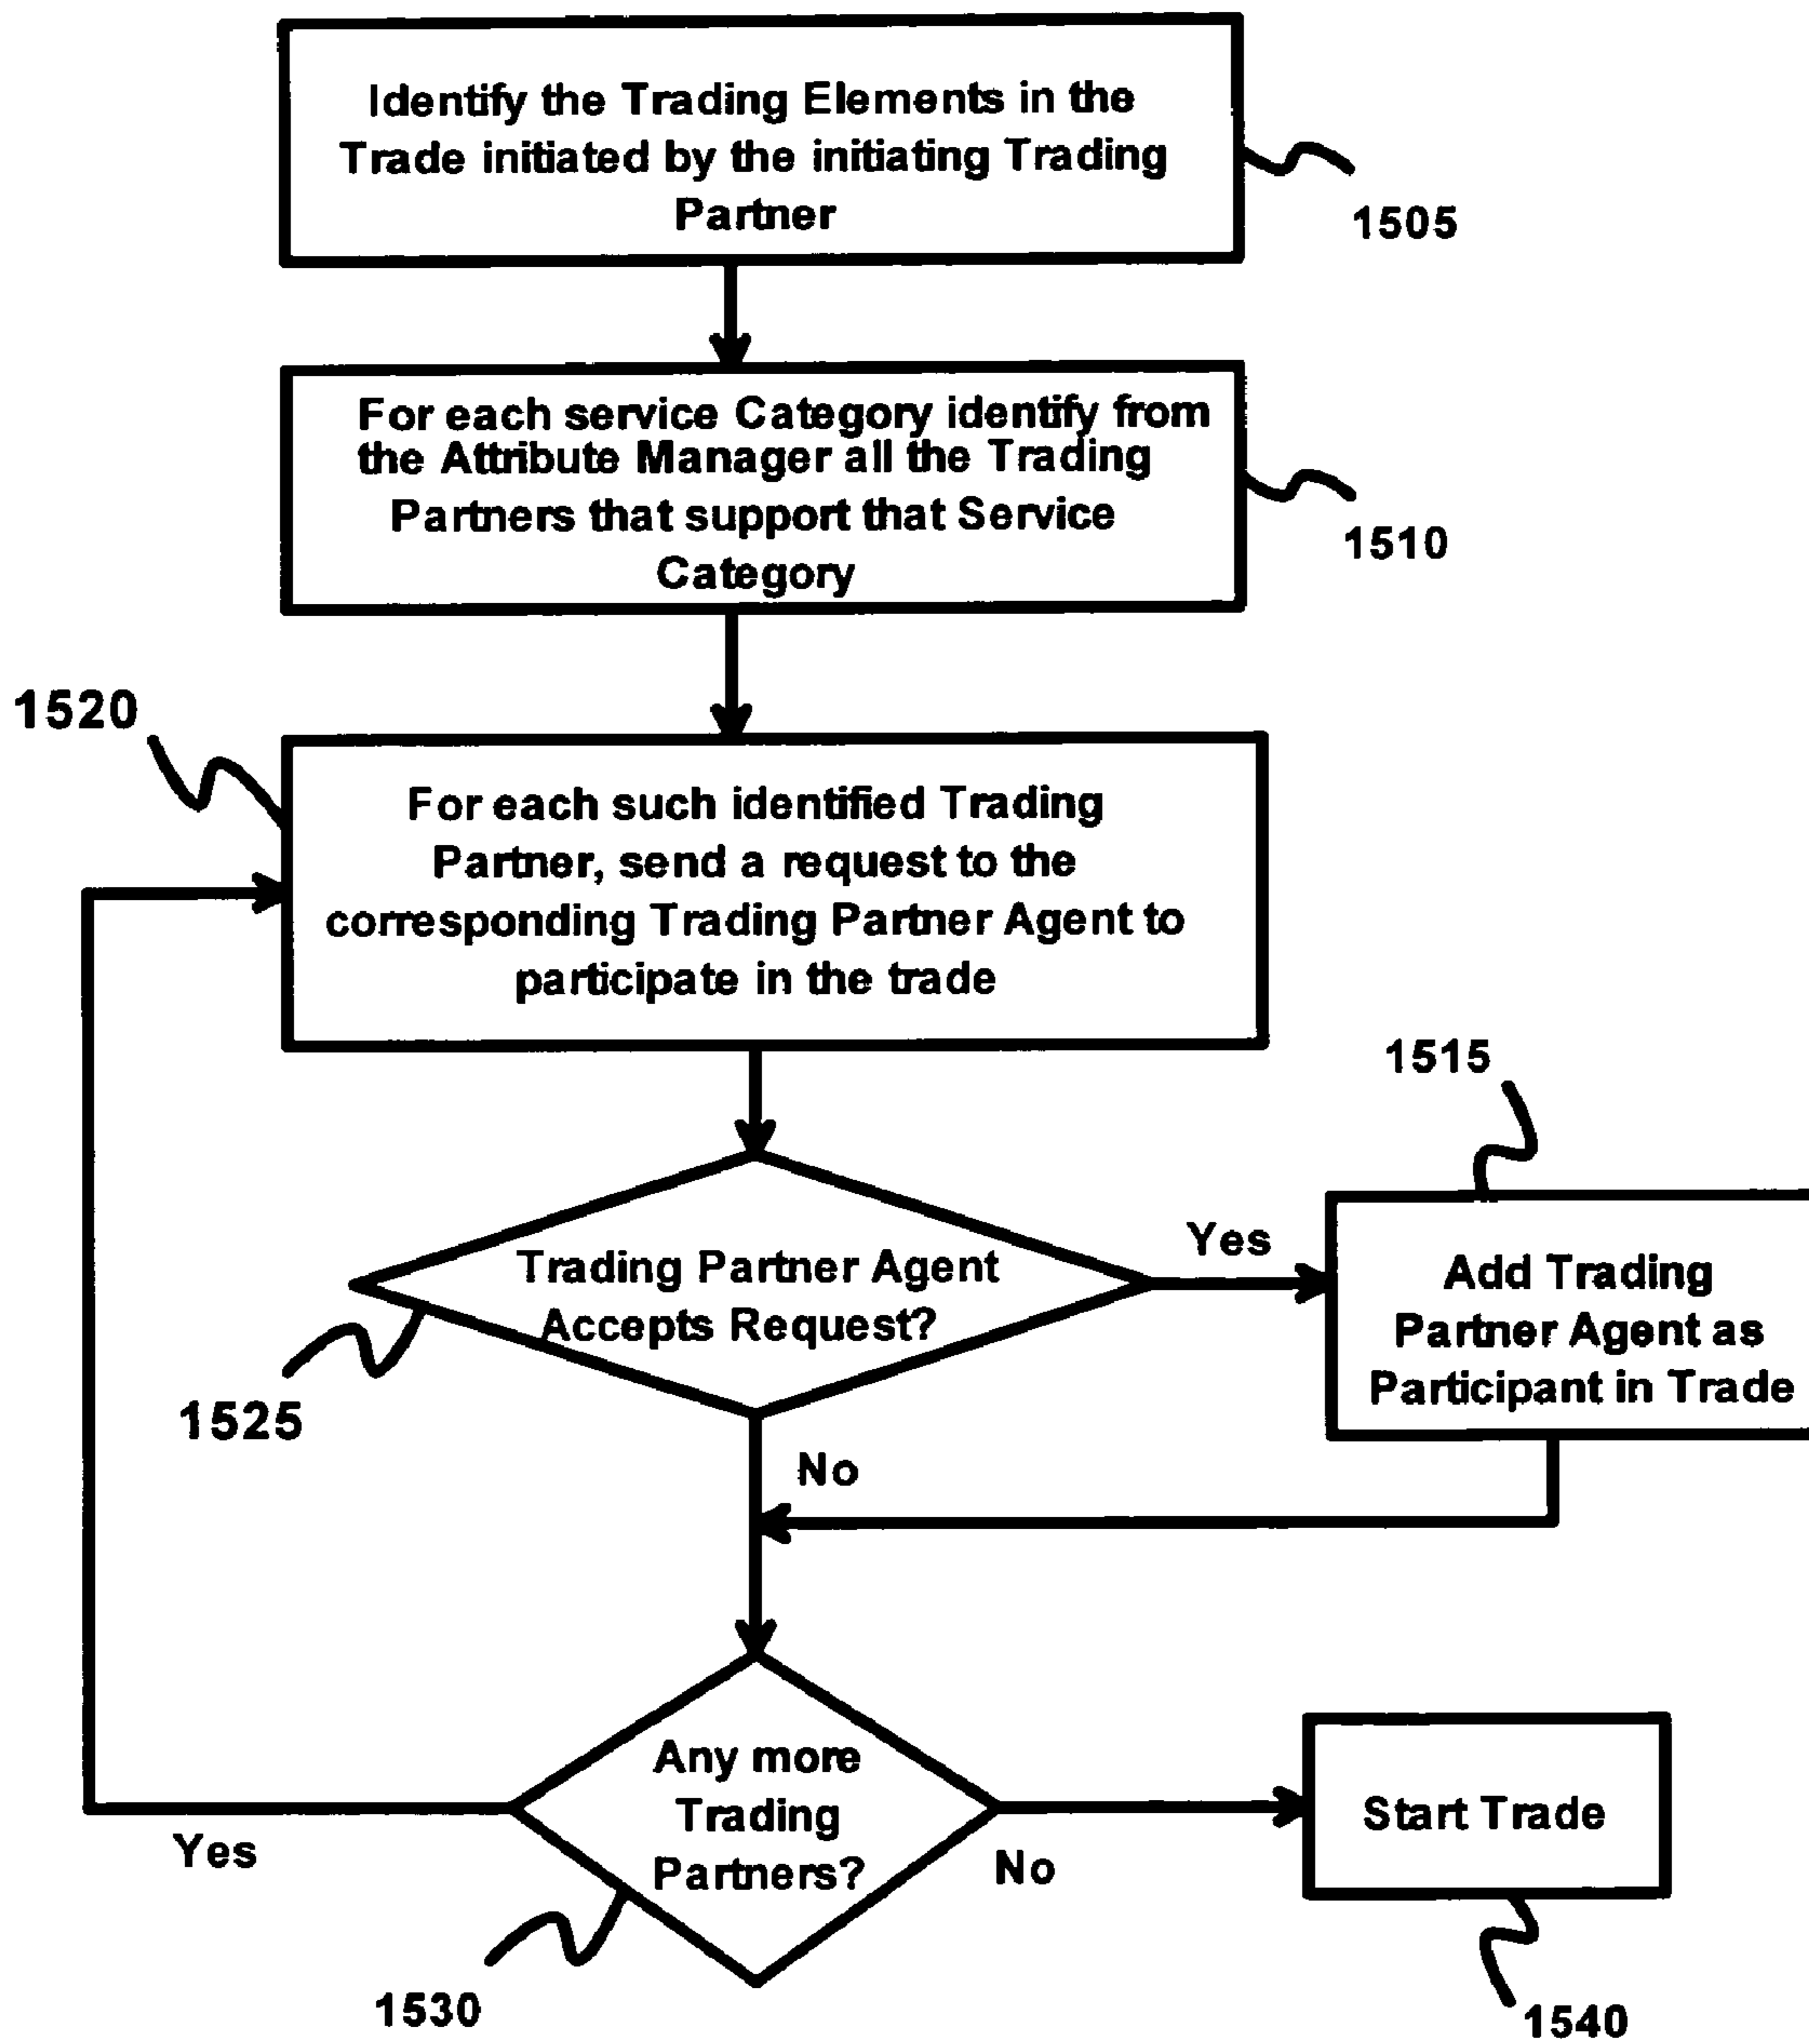 Identify the Trading Elements in the
Trade initiated by the initiating Trading
Partner
1505
For each service Category identify from
the Attribute Manager all the Trading
Partners that support that Service
Category
1510
1520
For each such identified Trading
Partner, send a request to the
corresponding Trading Partner Agent to
participate in the trade
1515
Trading Partner Agent
Accepts Request?
Yes
Add Trading
Partner Agent as
Participant in Trade
1525
No
Any more
Trading
Partners?
Yes
No
Start Trade
1530
1540